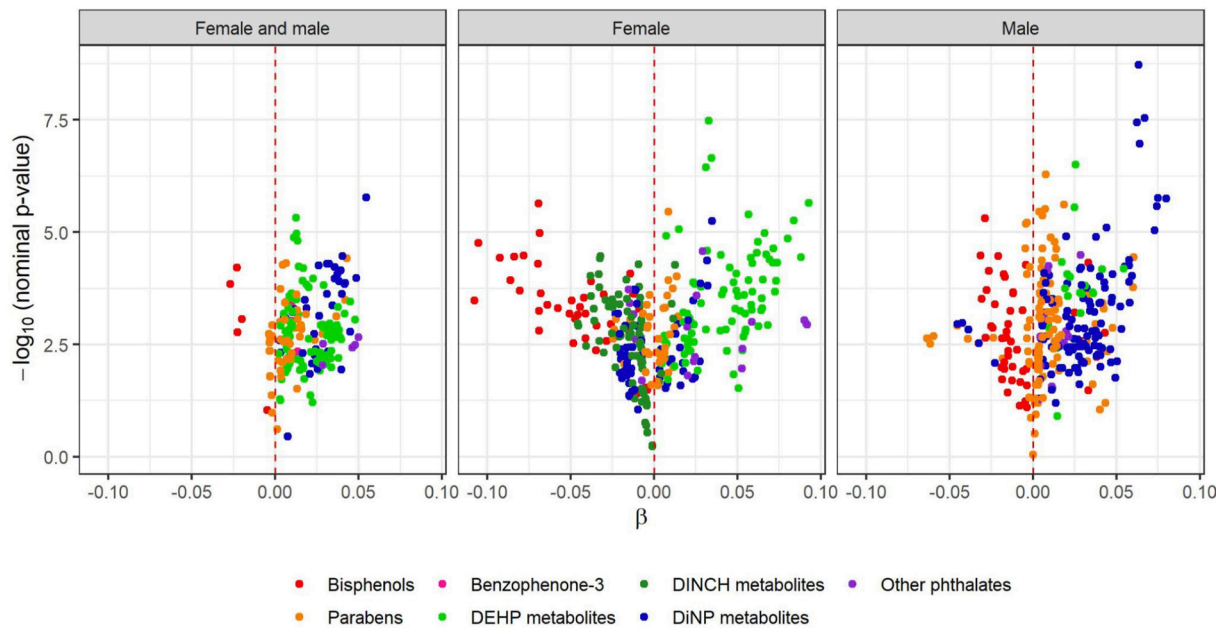 Female and male Female Male
−log10 (nominal p-value)
7.5
5.0
2.5
0.0
-0.10 -0.05 0.00 0.05 0.10 -0.10 -0.05 0.00 0.05 0.10 -0.10 -0.05 0.00 0.05 0.10
β
Bisphenols Benzophenone-3 DINCH metabolites Other phthalates
Parabens DEHP metabolites DiNP metabolites